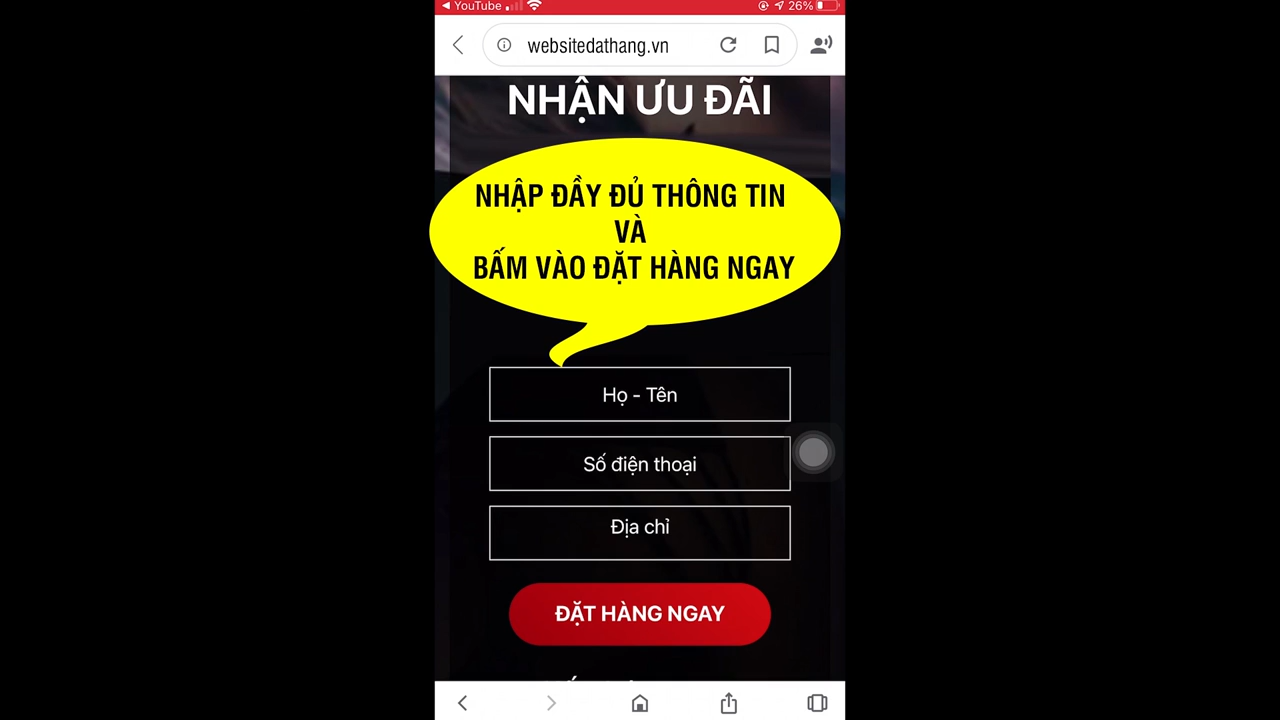 YouTube
26%
websitedathang.vn
NHẬN ƯU ĐÃI
NHẬP ĐẦY ĐỦ THÔNG TIN
VÀ
BẤM VÀO ĐẶT HÀNG NGAY
Họ - Tên
Số điện thoại
Địa chỉ
ĐẶT HÀNG NGAY